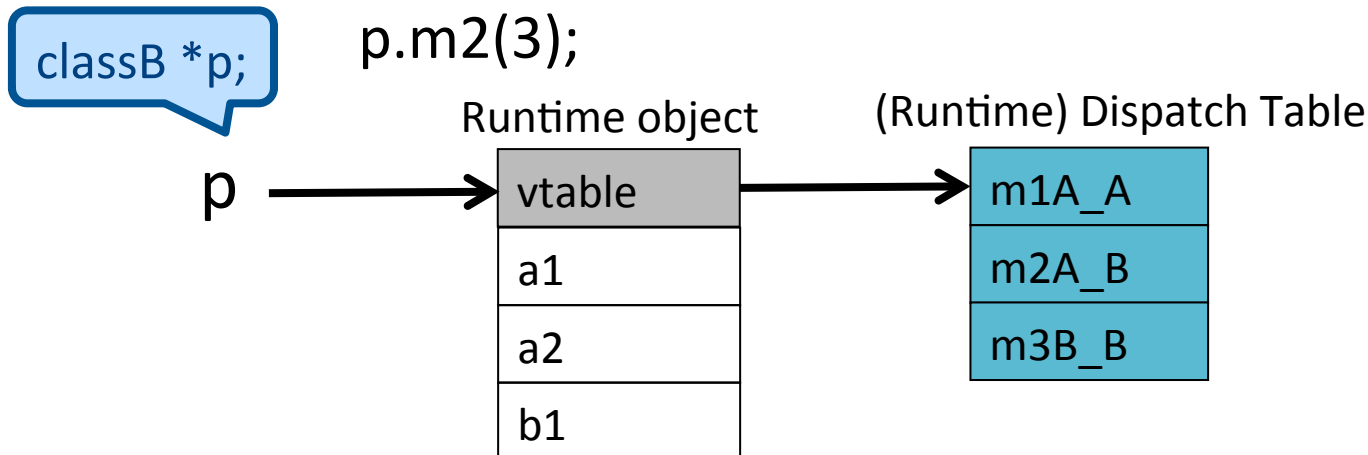 classB *p;
p.m2(3);
Runtime object
(Runtime) Dispatch Table
p
vtable
a1
a2
b1
m1A_A
m2A_B
m3B_B